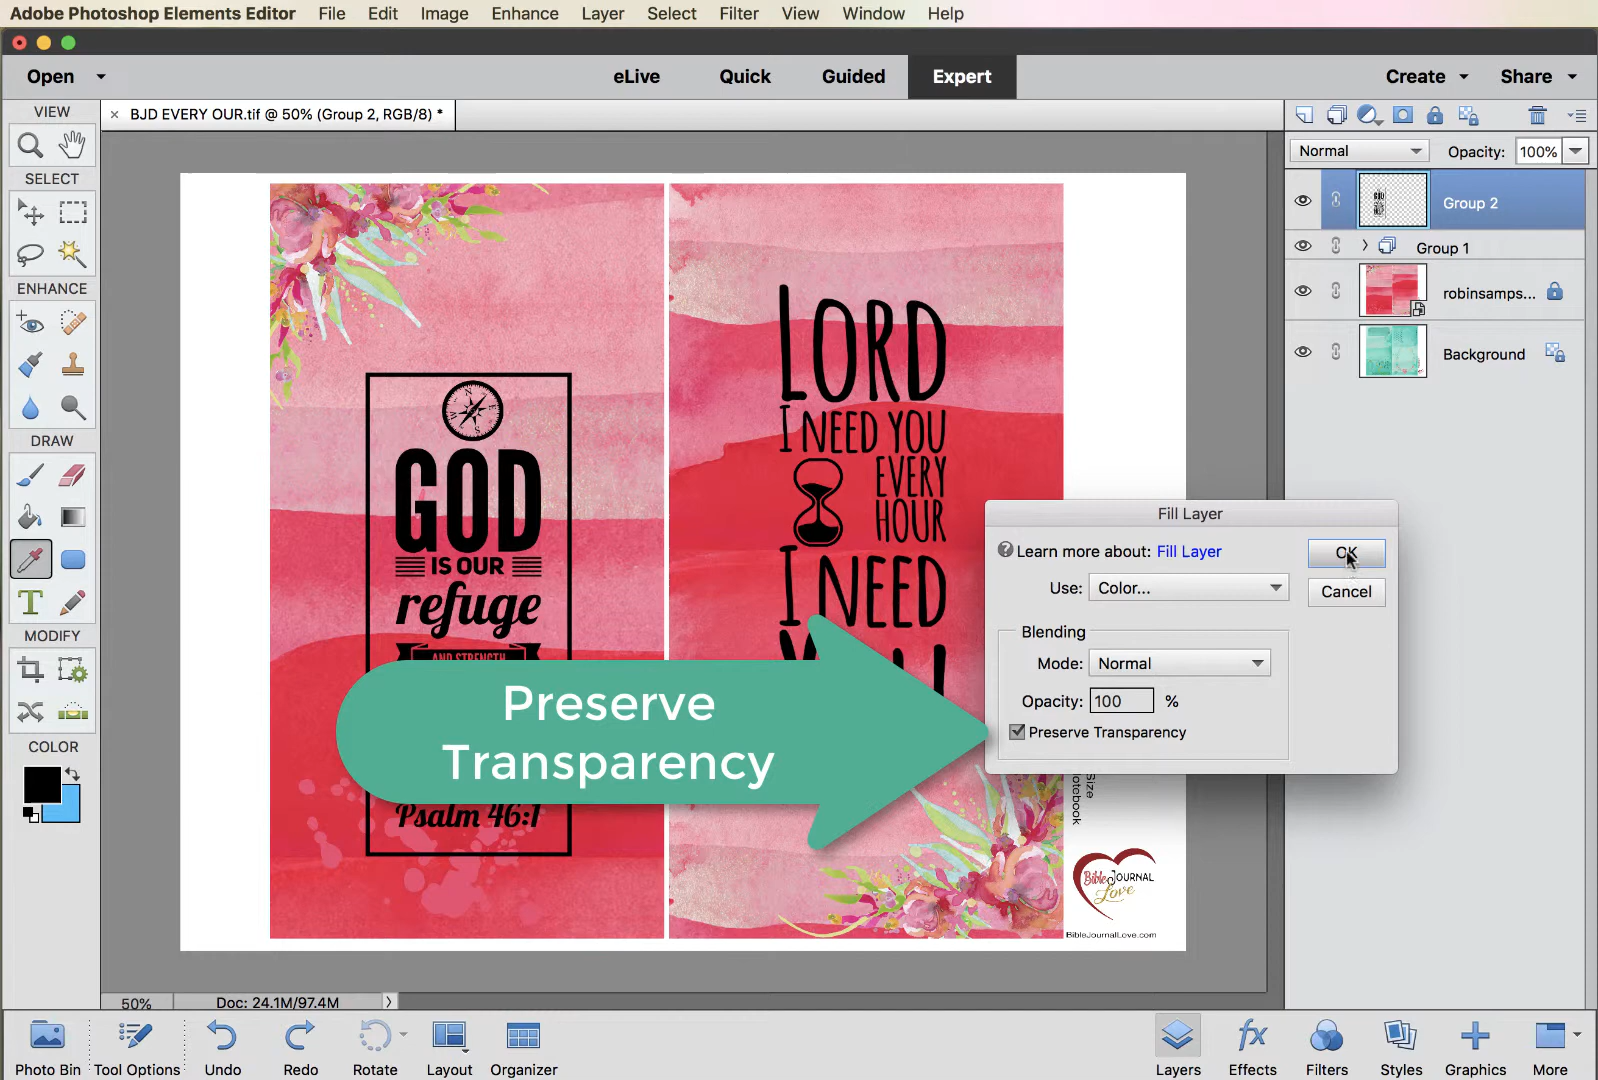 Adobe Photoshop Elements Editor File Edit Image Enhance Layer Select Filter View Window Help
Open eLive Quick Guided Expert Create Share
VIEW
× BJD EVERY OUR.tif @ 50% (Group 2, RGB/8) *
SELECT
ENHANCE
DRAW
T
MODIFY
COLOR
Normal Opacity: 100%
Group 2
Group 1
robinsamps...
Background
GOD
IS OUR
refuge
AND STRENGTH
Psalm 46:1
LORD
I NEED YOU
EVERY
HOUR
I NEED
Fill Layer
Learn more about: Fill Layer
OK
Use: Color...
Cancel
Blending
Mode: Normal
Opacity: 100 %
Preserve Transparency
Preserve
Transparency
Size
Notebook
Bible JOURNAL
Love
BibleJournalLove.com
50% Doc: 24.1M/97.4M
Photo Bin Tool Options Undo Redo Rotate Layout Organizer
fx
Layers Effects Filters Styles Graphics More